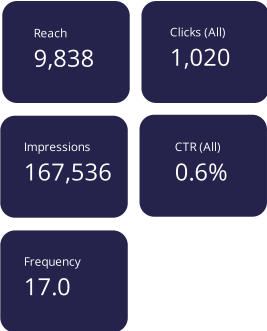 Reach
9,838
Clicks (All)
1,020
Impressions
167,536
CTR (All)
0.6%
Frequency
17.0